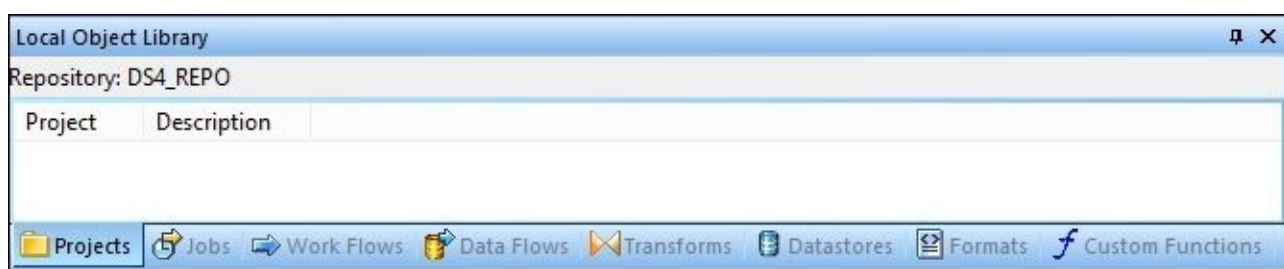 Local Object Library
Repository: DS4_REPO
Project Description
Projects Jobs Work Flows Data Flows Transforms Datastores Formats Custom Functions